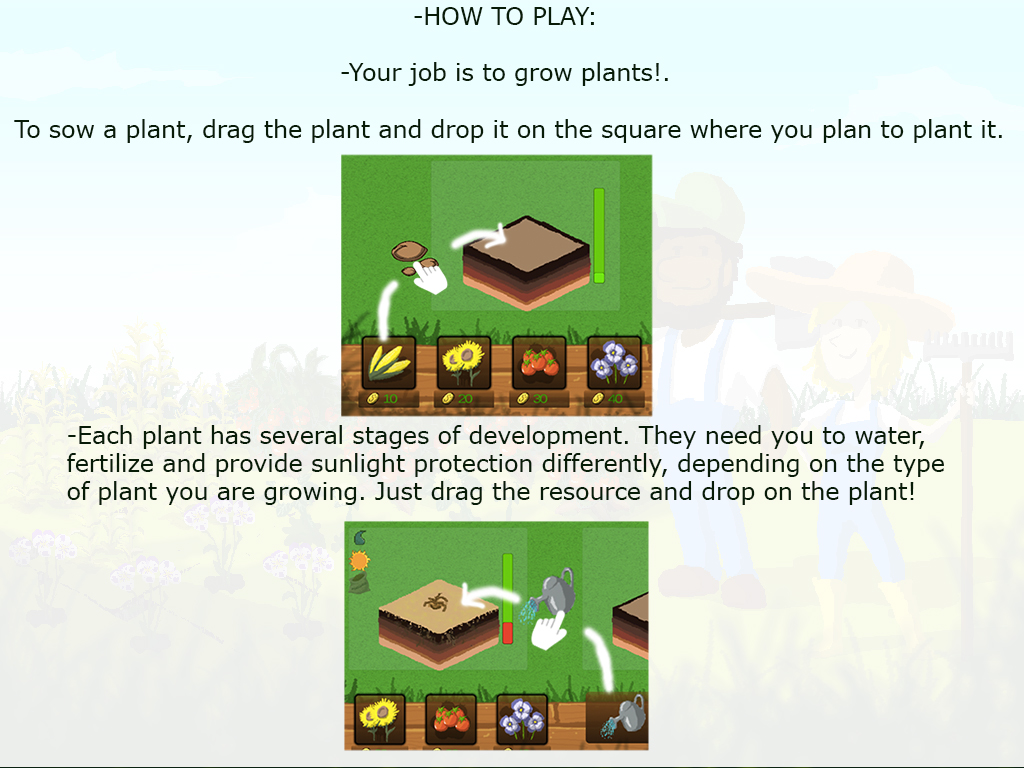 -HOW TO PLAY:
-Your job is to grow plants!.
To sow a plant, drag the plant and drop it on the square where you plan to plant it.
10 20 30 40
-Each plant has several stages of development. They need you to water,
fertilize and provide sunlight protection differently, depending on the type
of plant you are growing. Just drag the resource and drop on the plant!